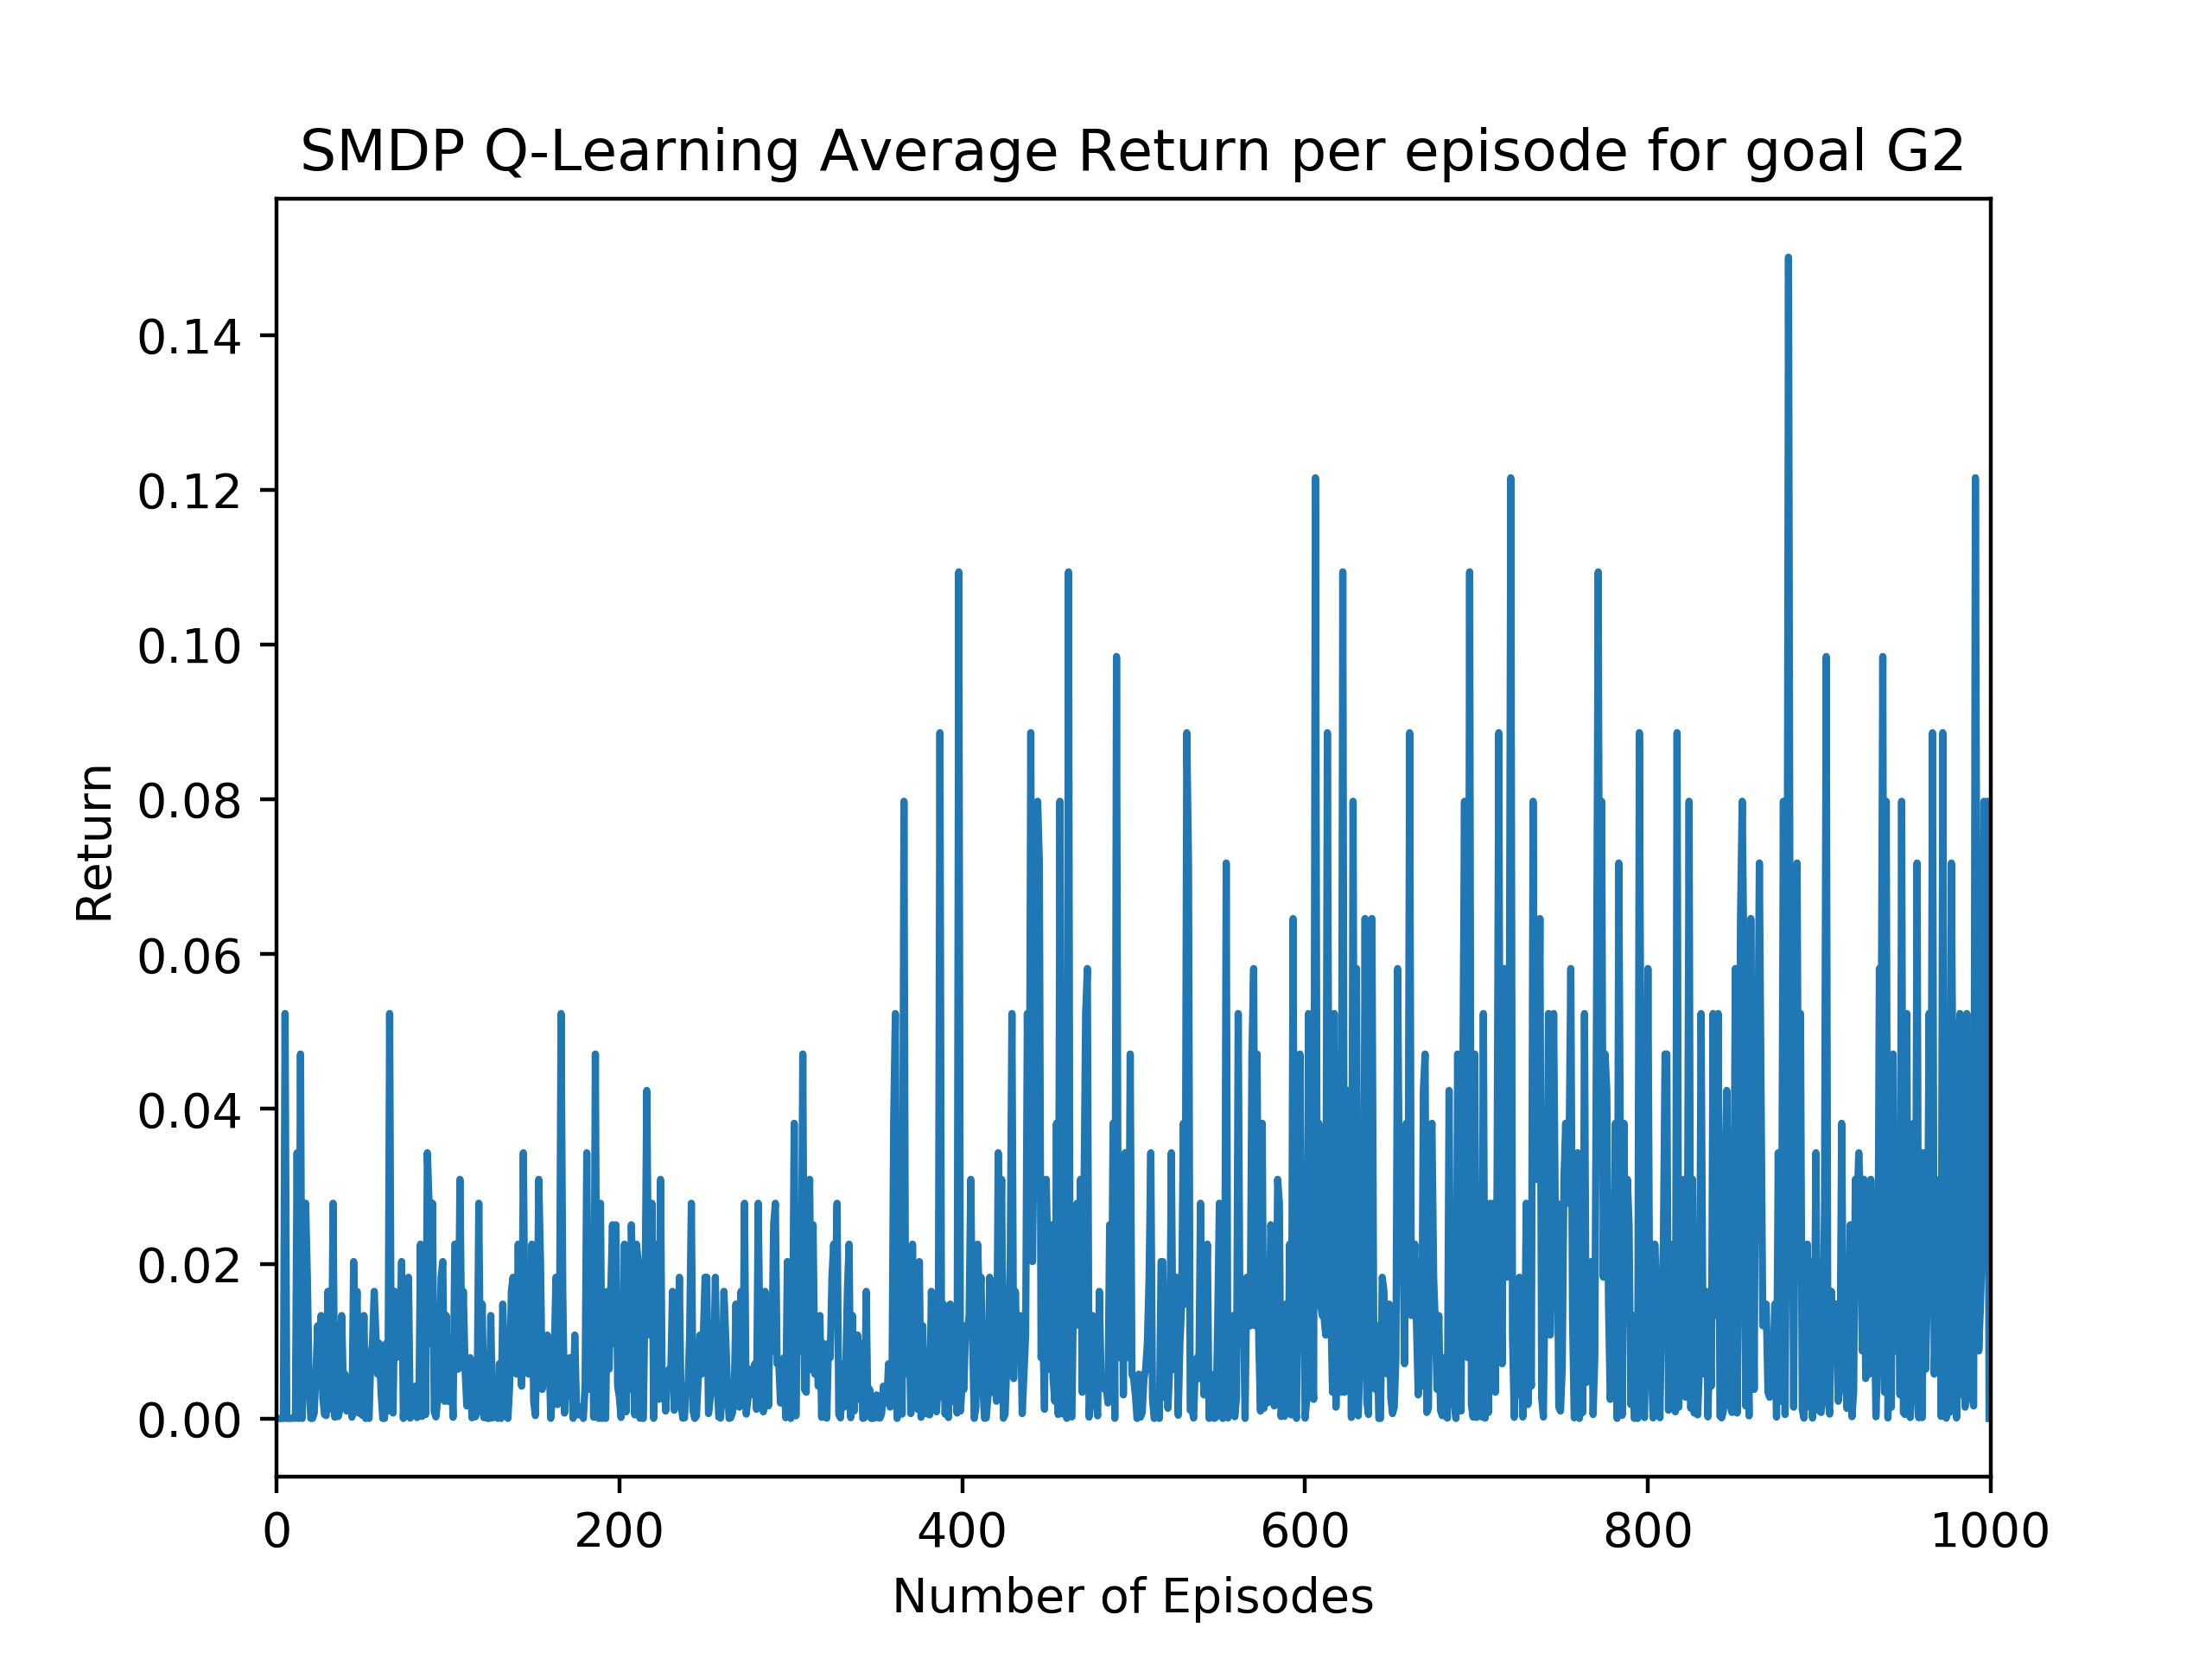 SMDP Q-Learning Average Return per episode for goal G2
0.14
0.12
0.10
0.08
0.06
0.04
0.02
0.00
Return
0 200 400 600 800 1000
Number of Episodes